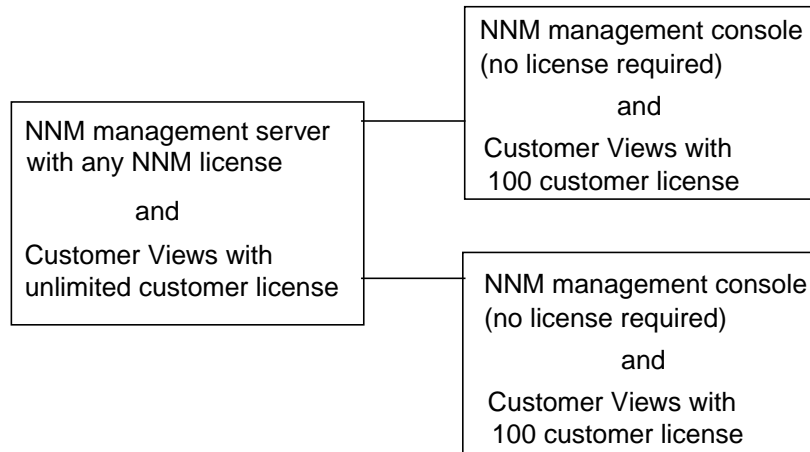 NNM management server
with any NNM license
and
Customer Views with
unlimited customer license
NNM management console
(no license required)
and
Customer Views with
100 customer license
NNM management console
(no license required)
and
Customer Views with
100 customer license